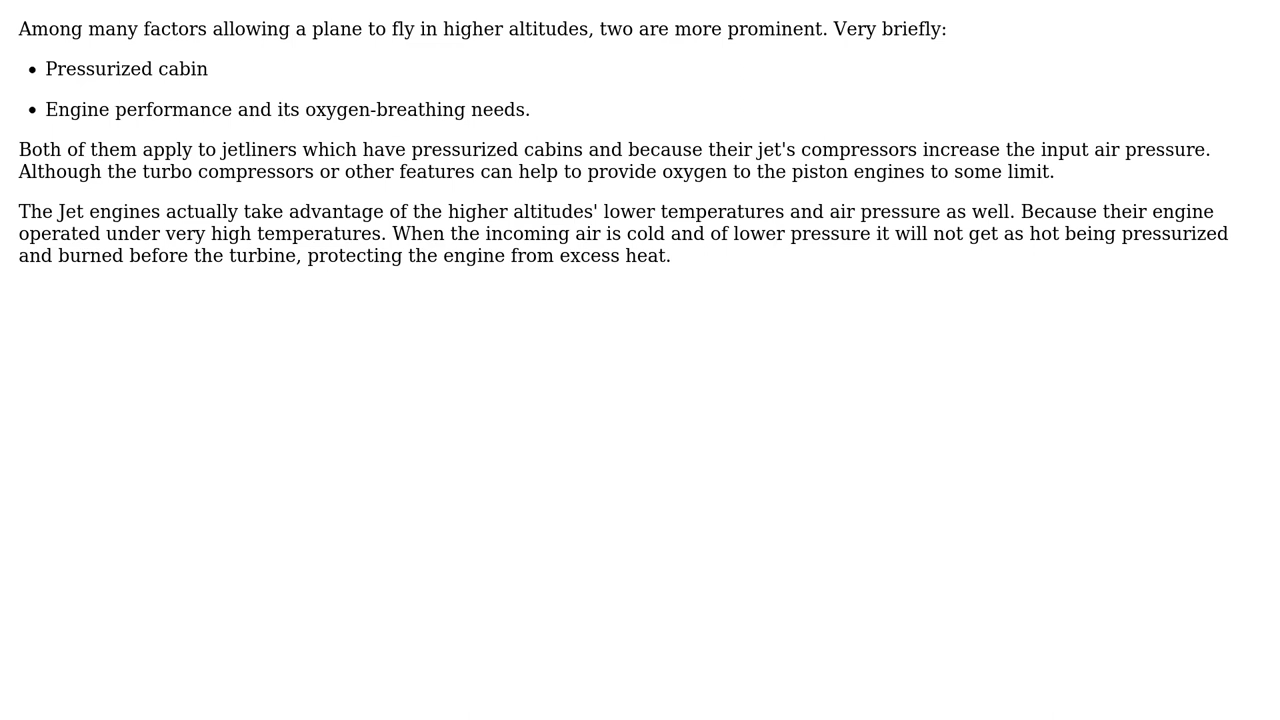 Among many factors allowing a plane to fly in higher altitudes, two are more prominent. Very briefly:
• Pressurized cabin
• Engine performance and its oxygen-breathing needs.
Both of them apply to jetliners which have pressurized cabins and because their jet's compressors increase the input air pressure.
Although the turbo compressors or other features can help to provide oxygen to the piston engines to some limit.
The Jet engines actually take advantage of the higher altitudes' lower temperatures and air pressure as well. Because their engine
operated under very high temperatures. When the incoming air is cold and of lower pressure it will not get as hot being pressurized
and burned before the turbine, protecting the engine from excess heat.